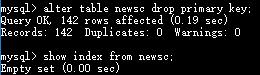 mysql> alter table newsc drop primary key;
Query OK, 142 rows affected (0.19 sec)
Records: 142  Duplicates: 0  Warnings: 0
mysql> show index from newsc;
Empty set (0.00 sec)